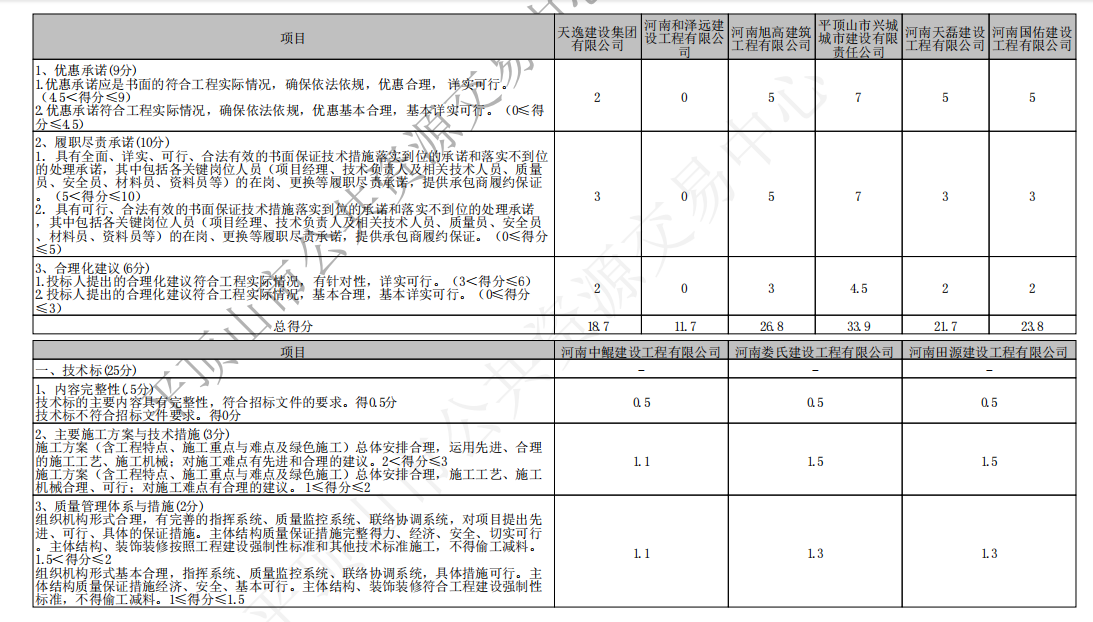 项目
天逸建设集团
有限公司
河南和泽远建
设工程有限公
司
河南旭高建筑
工程有限公司
平顶山市兴城
城市建设有限
责任公司
河南天磊建设
工程有限公司
河南国佑建设
工程有限公司
1、优惠承诺(9分)
1.优惠承诺应是书面的符合工程实际情况，确保依法依规，优惠合理， 详实可行。
（4.5＜得分≤9）
2.优惠承诺符合工程实际情况，确保依法依规，优惠基本合理，基本详实可行。（0≤得
分≤4.5）
2 0 5 7 5 5
2、履职尽责承诺(10分)
1. 具有全面、详实、可行、合法有效的书面保证技术措施落实到位的承诺和落实不到位
的处理承诺，其中包括各关键岗位人员（项目经理、技术负责人及相关技术人员、质量
员、安全员、材料员、资料员等）的在岗、更换等履职尽责承诺，提供承包商履约保证
。（5＜得分≤10）
2. 具有可行、合法有效的书面保证技术措施落实到位的承诺和落实不到位的处理承诺
，其中包括各关键岗位人员（项目经理、技术负责人及相关技术人员、质量员、安全员
、材料员、资料员等）的在岗、更换等履职尽责承诺，提供承包商履约保证。（0≤得分
≤5）
3 0 5 7 3 3
3、合理化建议(6分)
1.投标人提出的合理化建议符合工程实际情况，有针对性，详实可行。（3＜得分≤6）
2.投标人提出的合理化建议符合工程实际情况，基本合理，基本详实可行。（0≤得分
≤3）
2 0 3 4.5 2 2
总得分 18.7 11.7 26.8 33.9 21.7 23.8
项目 河南中鲲建设工程有限公司 河南娄氏建设工程有限公司 河南田源建设工程有限公司
一、技术标(25分) – – –
1、内容完整性(.5分)
技术标的主要内容具有完整性，符合招标文件的要求。得0.5分
技术标不符合招标文件要求。得0分
0.5 0.5 0.5
2、主要施工方案与技术措施(3分)
施工方案（含工程特点、施工重点与难点及绿色施工）总体安排合理，运用先进、合理
的施工工艺、施工机械；对施工难点有先进和合理的建议。2＜得分≤3
施工方案（含工程特点、施工重点与难点及绿色施工）总体安排合理，施工工艺、施工
机械合理、可行；对施工难点有合理的建议。 1≤得分≤2
1.1 1.5 1.5
3、质量管理体系与措施(2分)
组织机构形式合理，有完善的指挥系统、质量监控系统、联络协调系统，对项目提出先
进、可行、具体的保证措施。主体结构质量保证措施完整得力、经济、安全、切实可行
。主体结构、装饰装修按照工程建设强制性标准和其他技术标准施工，不得偷工减料。
1.5＜得分≤2
组织机构形式基本合理，指挥系统、质量监控系统、联络协调系统，具体措施可行。主
体结构质量保证措施经济、安全、基本可行。主体结构、装饰装修符合工程建设强制性
标准，不得偷工减料。1≤得分≤1.5
1.1 1.3 1.3
平顶山市公共资源交易中心
平顶山市公共资源交易中心